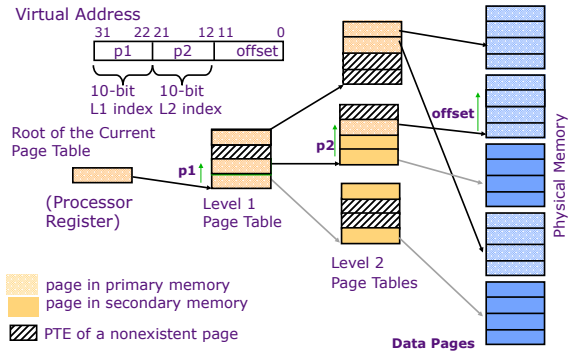 Virtual Address
31 22 21 12 11 0
p1 p2 offset
10-bit
L1 index
10-bit
L2 index
Root of the Current
Page Table
p1
p2
offset
(Processor
Register)
Level 1
Page Table
Level 2
Page Tables
Physical Memory
page in primary memory
page in secondary memory
PTE of a nonexistent page
Data Pages